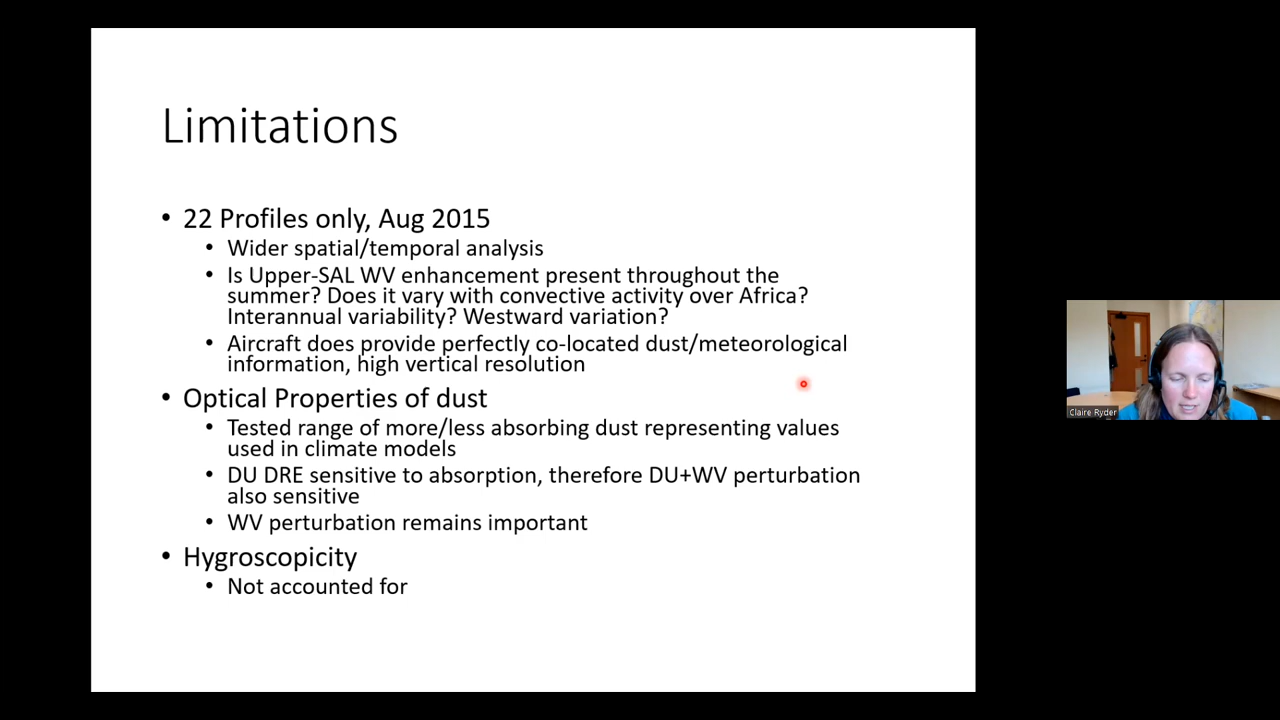 Limitations
• 22 Profiles only, Aug 2015
• Wider spatial/temporal analysis
• Is Upper-SAL WV enhancement present throughout the
summer? Does it vary with convective activity over Africa?
Interannual variability? Westward variation?
• Aircraft does provide perfectly co-located dust/meteorological
information, high vertical resolution
• Optical Properties of dust
• Tested range of more/less absorbing dust representing values
used in climate models
• DU DRE sensitive to absorption, therefore DU+WV perturbation
also sensitive
• WV perturbation remains important
• Hygroscopicity
• Not accounted for
Claire Ryder